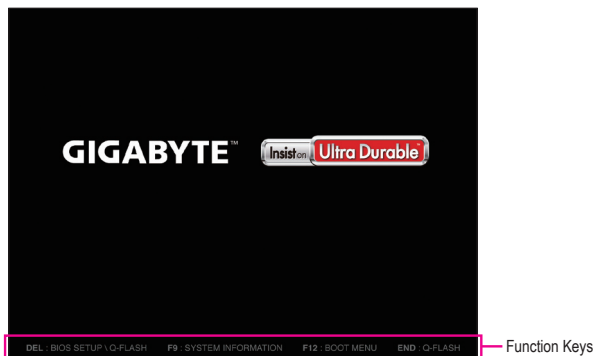 GIGABYTE™
Insist on Ultra Durable™
DEL : BIOS SETUP \ Q-FLASH F9 : SYSTEM INFORMATION F12 : BOOT MENU END : Q-FLASH
Function Keys